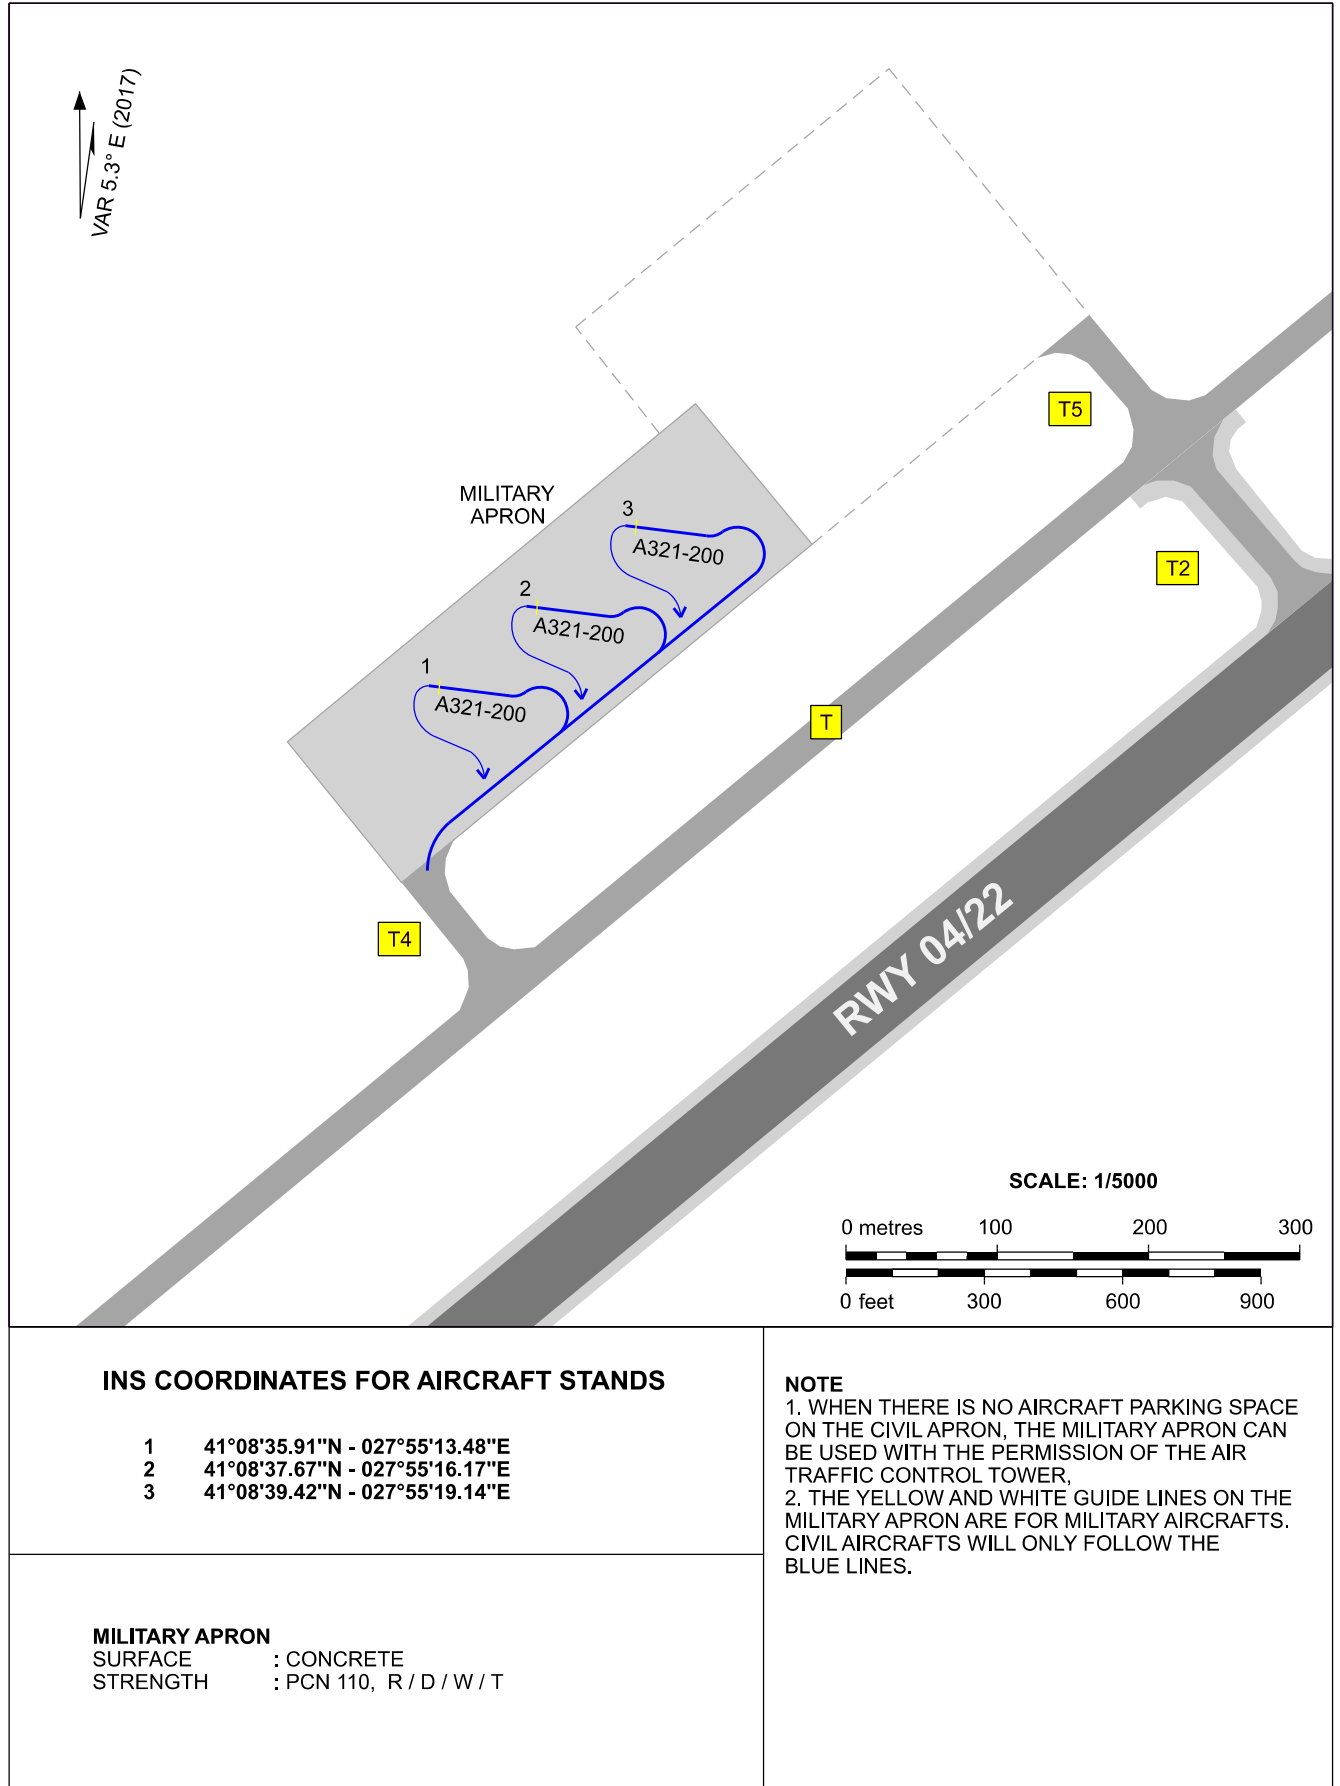 VAR 5.3° E (2017)
T5
MILITARY
APRON
3
A321-200
T2
2
A321-200
1
A321-200
T
RWY 04/22
T4
SCALE: 1/5000
0 metres 100 200 300
0 feet 300 600 900
INS COORDINATES FOR AIRCRAFT STANDS
1 41°08'35.91"N - 027°55'13.48"E
2 41°08'37.67"N - 027°55'16.17"E
3 41°08'39.42"N - 027°55'19.14"E
MILITARY APRON
SURFACE : CONCRETE
STRENGTH : PCN 110, R / D / W / T
NOTE
1. WHEN THERE IS NO AIRCRAFT PARKING SPACE
ON THE CIVIL APRON, THE MILITARY APRON CAN
BE USED WITH THE PERMISSION OF THE AIR
TRAFFIC CONTROL TOWER,
2. THE YELLOW AND WHITE GUIDE LINES ON THE
MILITARY APRON ARE FOR MILITARY AIRCRAFTS.
CIVIL AIRCRAFTS WILL ONLY FOLLOW THE
BLUE LINES.